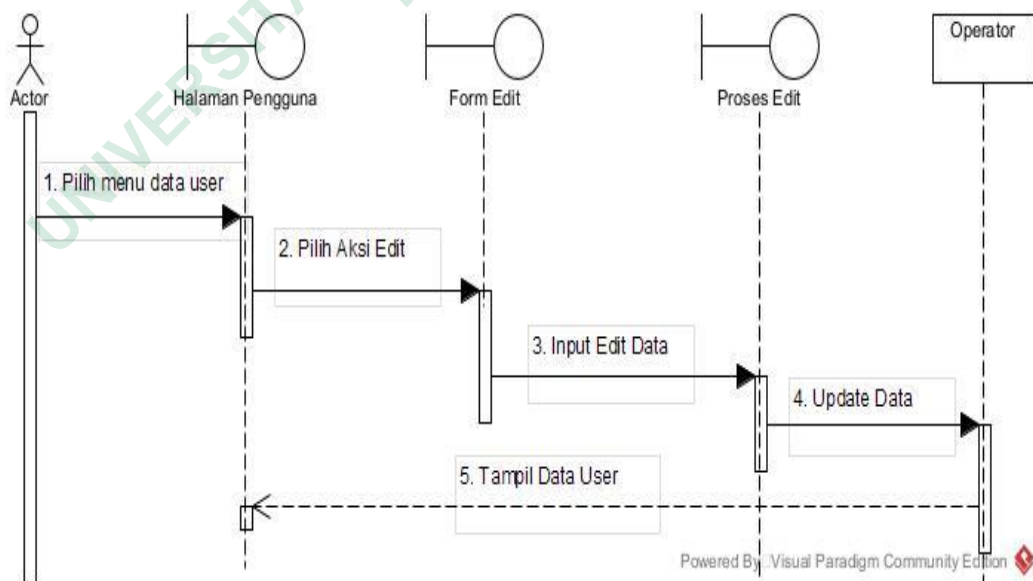 Operator
Actor
Halaman Pengguna
Form Edit
Proses Edit
1. Pilih menu data user
2. Pilih Aksi Edit
3. Input Edit Data
4. Update Data
5. Tampil Data User
Powered By Visual Paradigm Community Edition